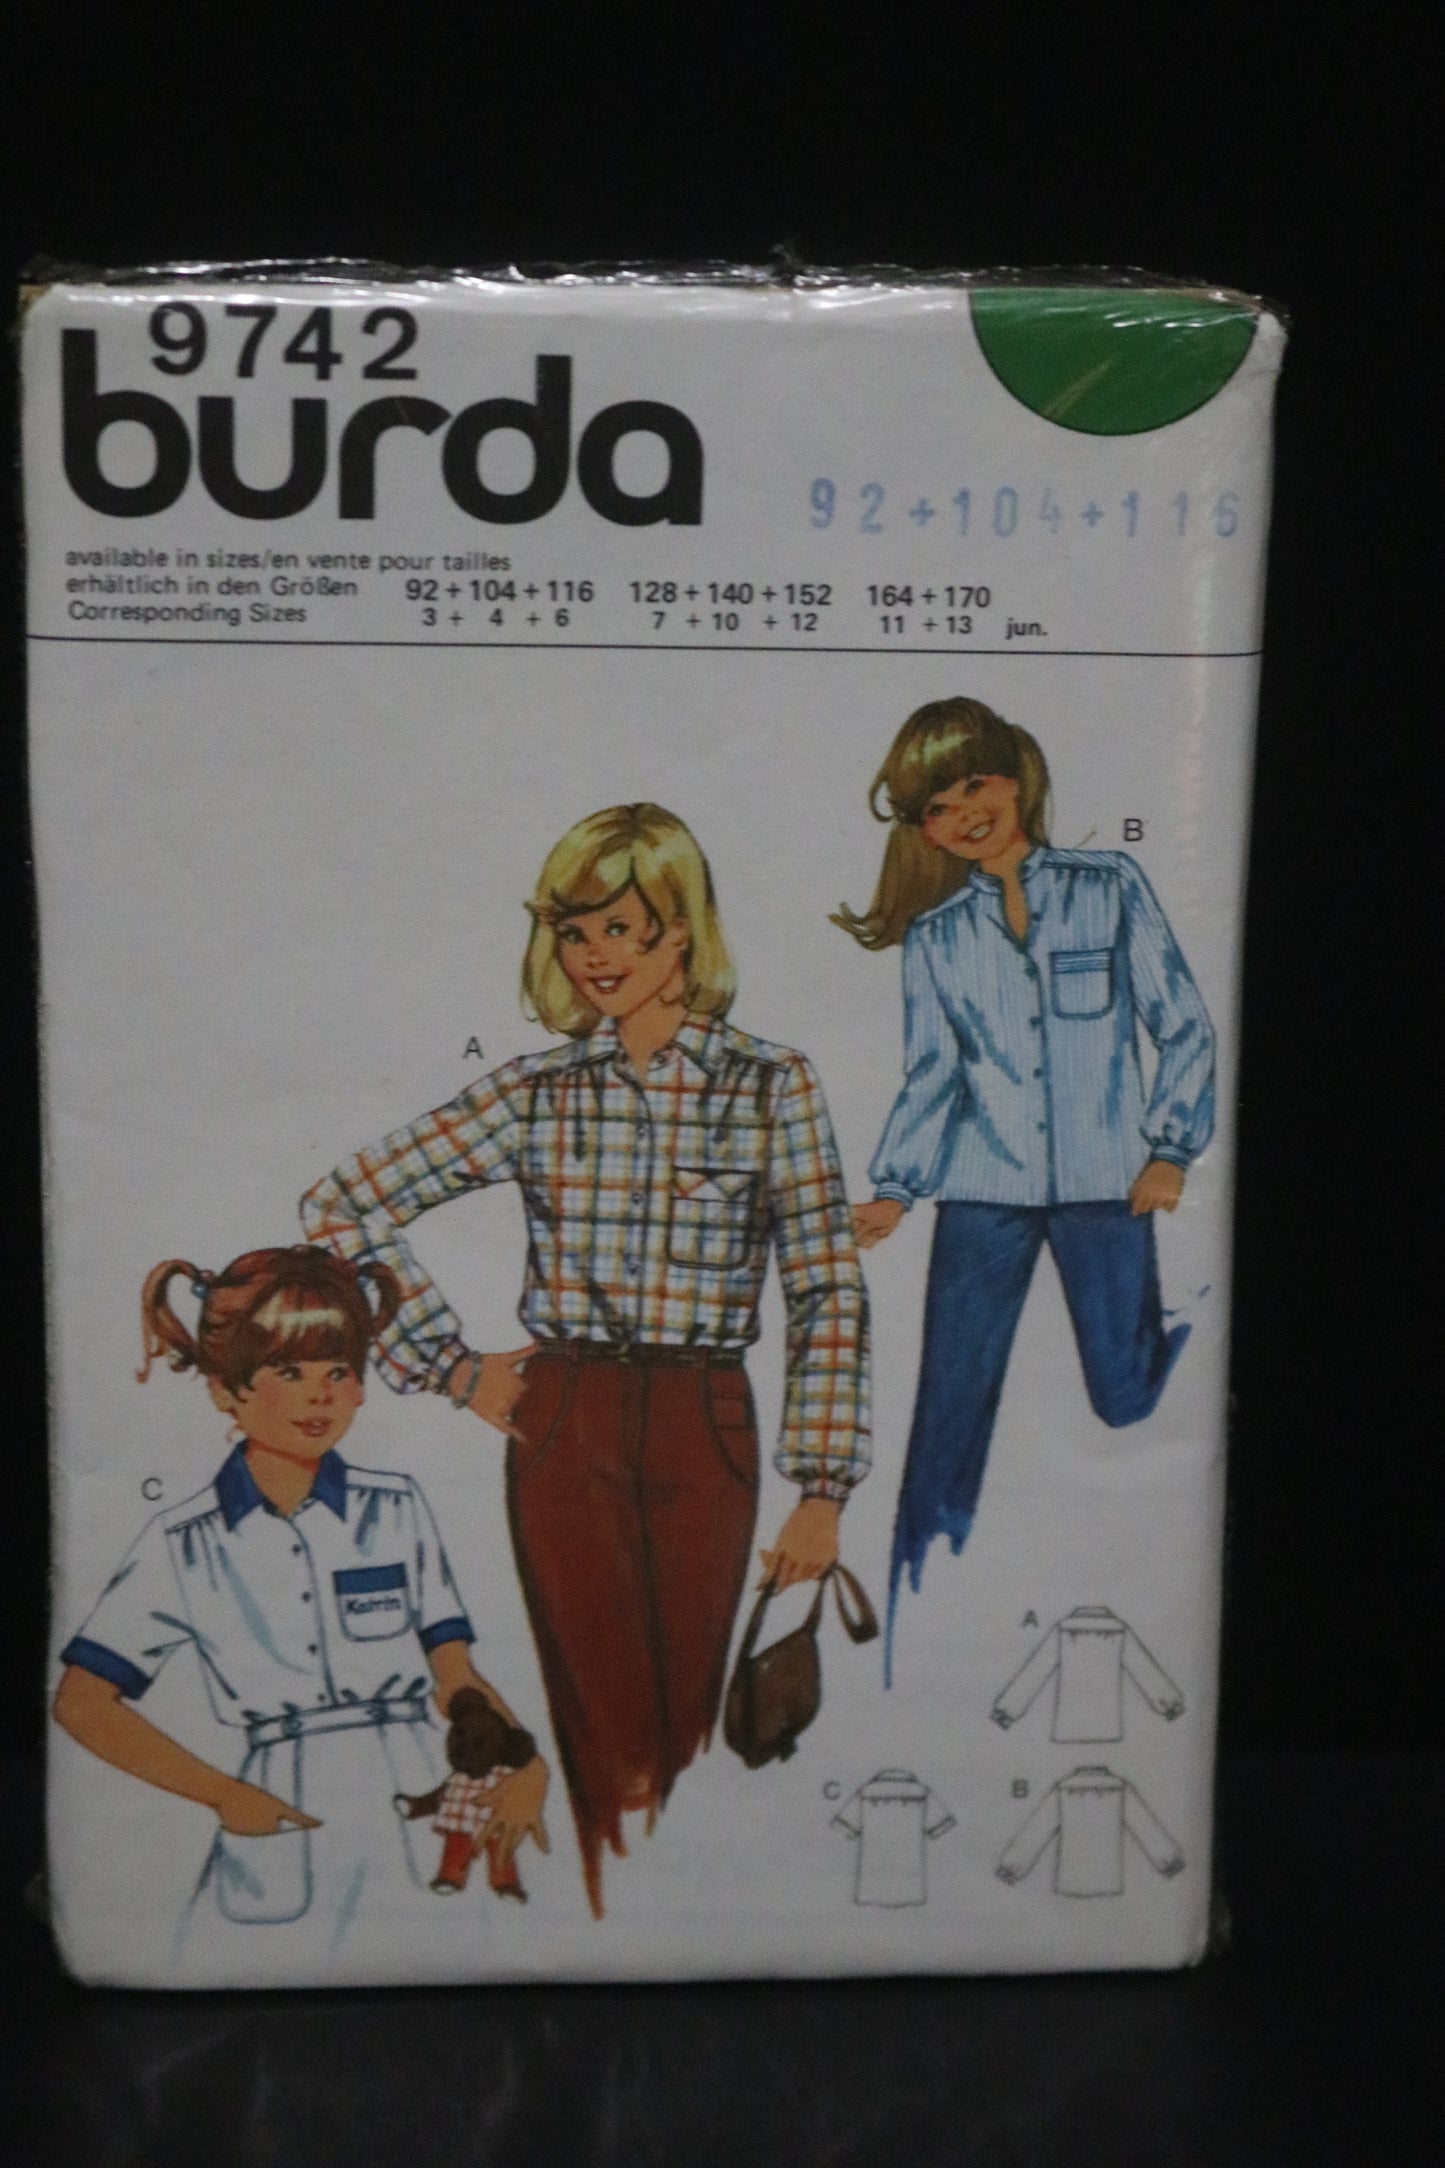 9742
burda
92+104+116
available in sizes/en vente pour tailles
erhältlich in den Größen 92+104+116 128+140+152 164+170
Corresponding Sizes 3 + 4 + 6 7 +10 + 12 11 +13 jun.
B
A
C
Katrin
A
C
B